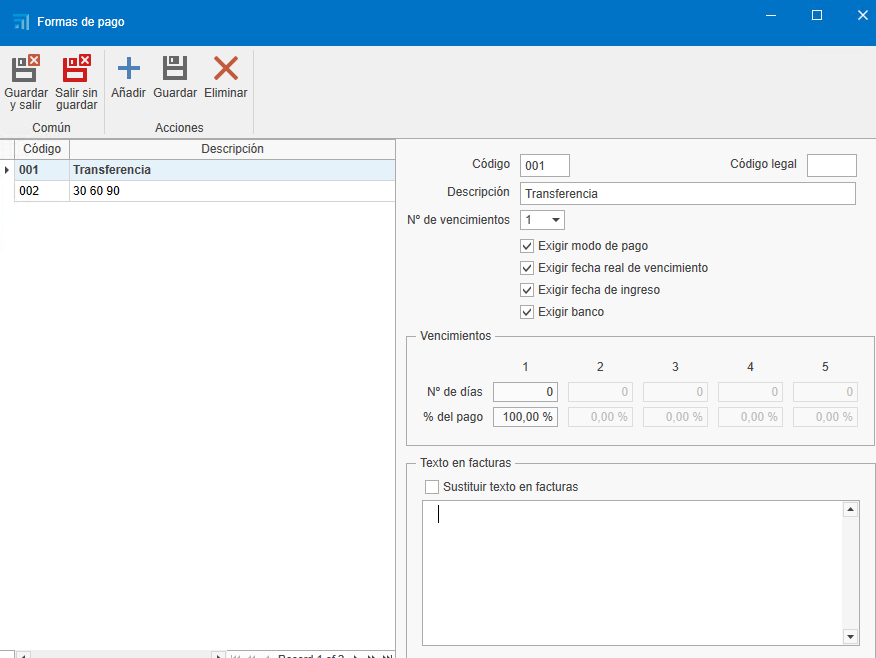 Formas de pago
Guardar y salir
Salir sin guardar
Añadir
Guardar
Eliminar
Común
Acciones
Código Descripción
001 Transferencia
002 30 60 90
Código 001 Código legal
Descripción Transferencia
Nº de vencimientos 1
Exigir modo de pago
Exigir fecha real de vencimiento
Exigir fecha de ingreso
Exigir banco
Vencimientos
1 2 3 4 5
Nº de días 0 0 0 0 0
% del pago 100,00 % 0,00 % 0,00 % 0,00 % 0,00 %
Texto en facturas
Sustituir texto en facturas
Record 1 of 2